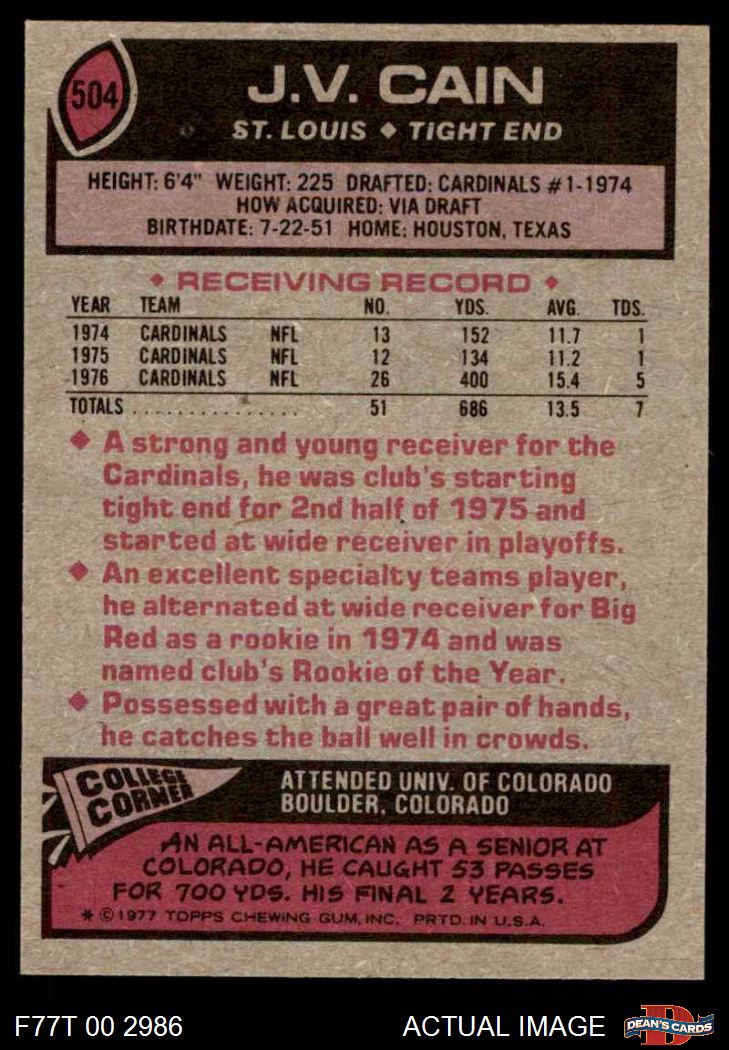 504
J.V. CAIN
ST. LOUIS ♦ TIGHT END
HEIGHT: 6'4" WEIGHT: 225 DRAFTED: CARDINALS #1-1974
HOW ACQUIRED: VIA DRAFT
BIRTHDATE: 7-22-51 HOME: HOUSTON, TEXAS
♦ RECEIVING RECORD ♦
YEAR TEAM NO. YDS. AVG. TDS.
1974 CARDINALS NFL 13 152 11.7 1
1975 CARDINALS NFL 12 134 11.2 1
1976 CARDINALS NFL 26 400 15.4 5
TOTALS ............... 51 686 13.5 7
♦ A strong and young receiver for the
Cardinals, he was club's starting
tight end for 2nd half of 1975 and
started at wide receiver in playoffs.
♦ An excellent specialty teams player,
he alternated at wide receiver for Big
Red as a rookie in 1974 and was
named club's Rookie of the Year.
♦ Possessed with a great pair of hands,
he catches the ball well in crowds.
COLLEGE
CORNER
ATTENDED UNIV. OF COLORADO
BOULDER, COLORADO
AN ALL-AMERICAN AS A SENIOR AT
COLORADO, HE CAUGHT 53 PASSES
FOR 700 YDS. HIS FINAL 2 YEARS.
* © 1977 TOPPS CHEWING GUM, INC. PRTD. IN U.S.A.
F77T 00 2986
ACTUAL IMAGE
D
DEAN'S CARDS